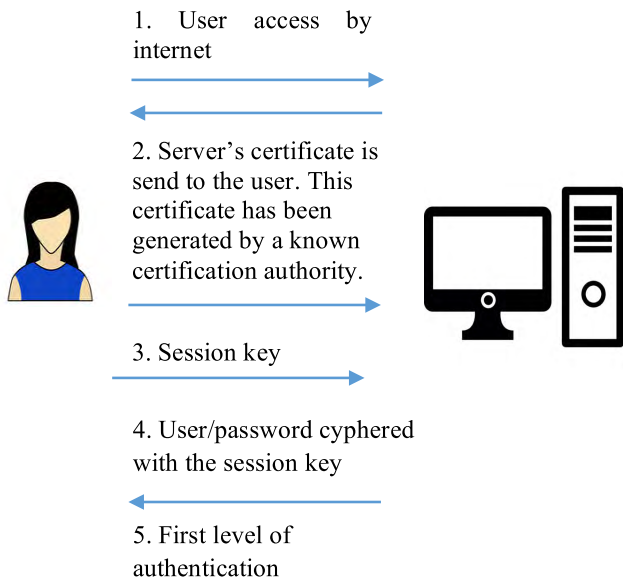 1. User access by
internet
2. Server’s certificate is
send to the user. This
certificate has been
generated by a known
certification authority.
3. Session key
4. User/password cyphered
with the session key
5. First level of
authentication